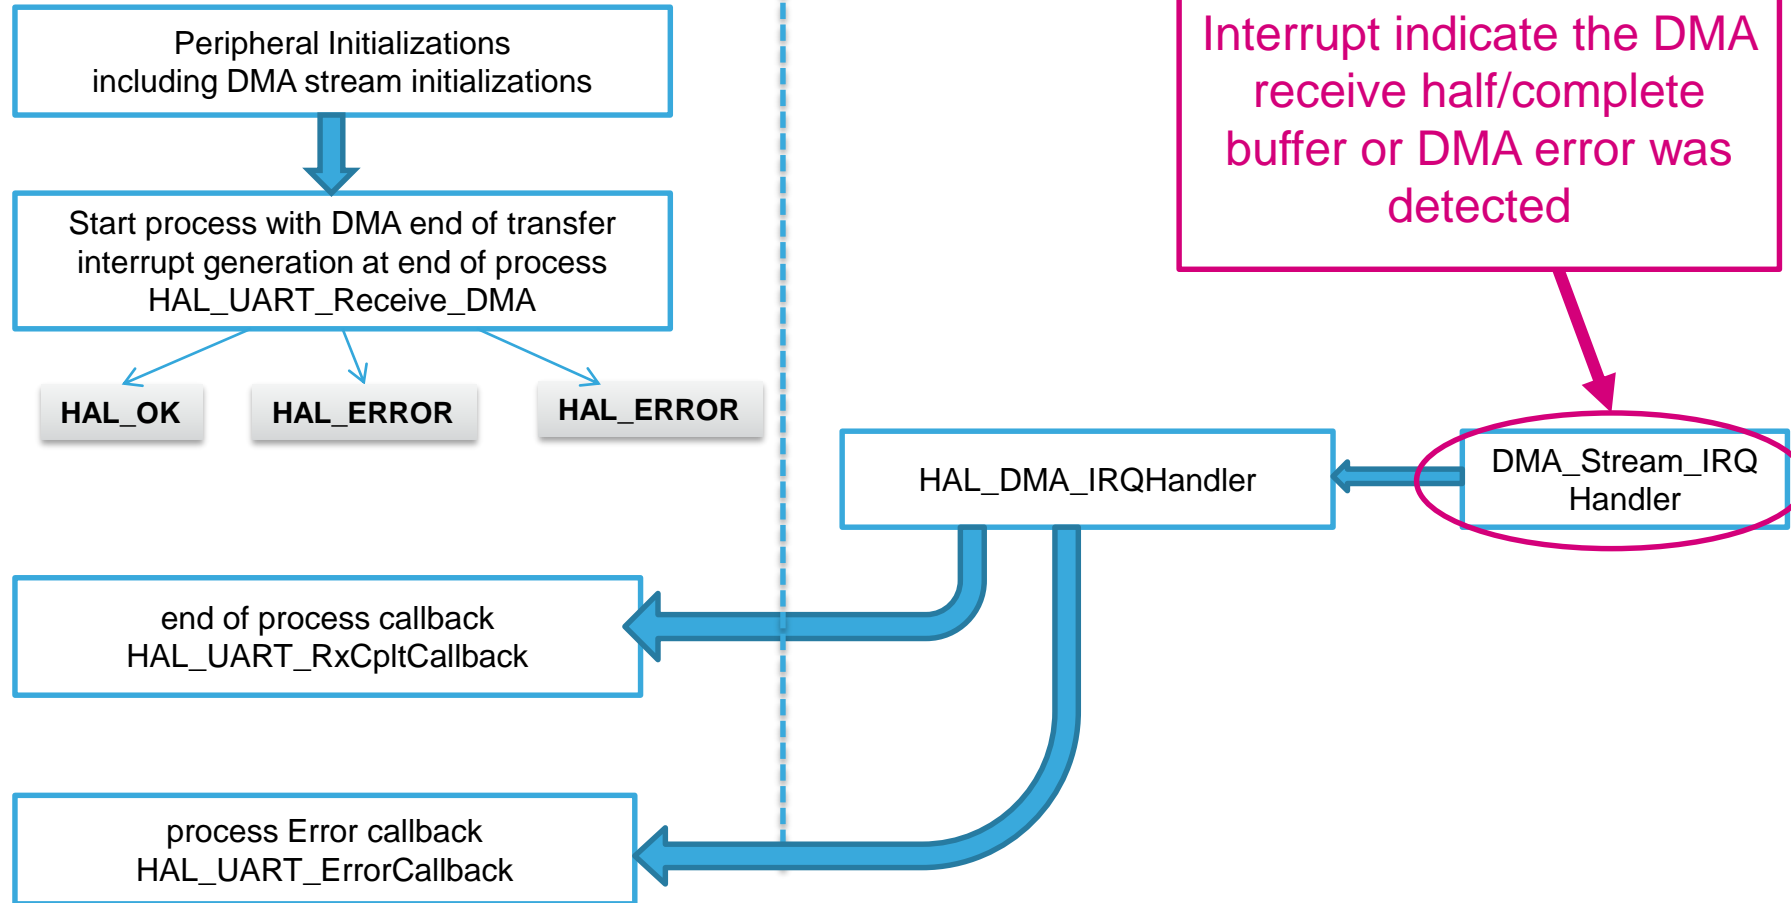 Peripheral Initializations
including DMA stream initializations
Start process with DMA end of transfer
interrupt generation at end of process
HAL_UART_Receive_DMA
HAL_OK
HAL_ERROR
HAL_ERROR
end of process callback
HAL_UART_RxCpltCallback
process Error callback
HAL_UART_ErrorCallback
Interrupt indicate the DMA
receive half/complete
buffer or DMA error was
detected
HAL_DMA_IRQHandler
DMA_Stream_IRQ
Handler